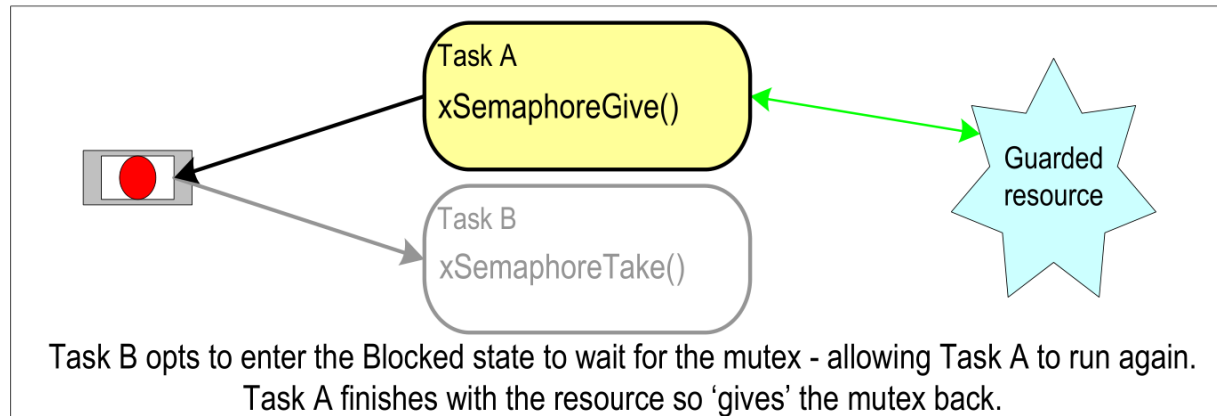 Task A
xSemaphoreGive()
Guarded
resource
Task B
xSemaphoreTake()
Task B opts to enter the Blocked state to wait for the mutex - allowing Task A to run again.
Task A finishes with the resource so ‘gives’ the mutex back.